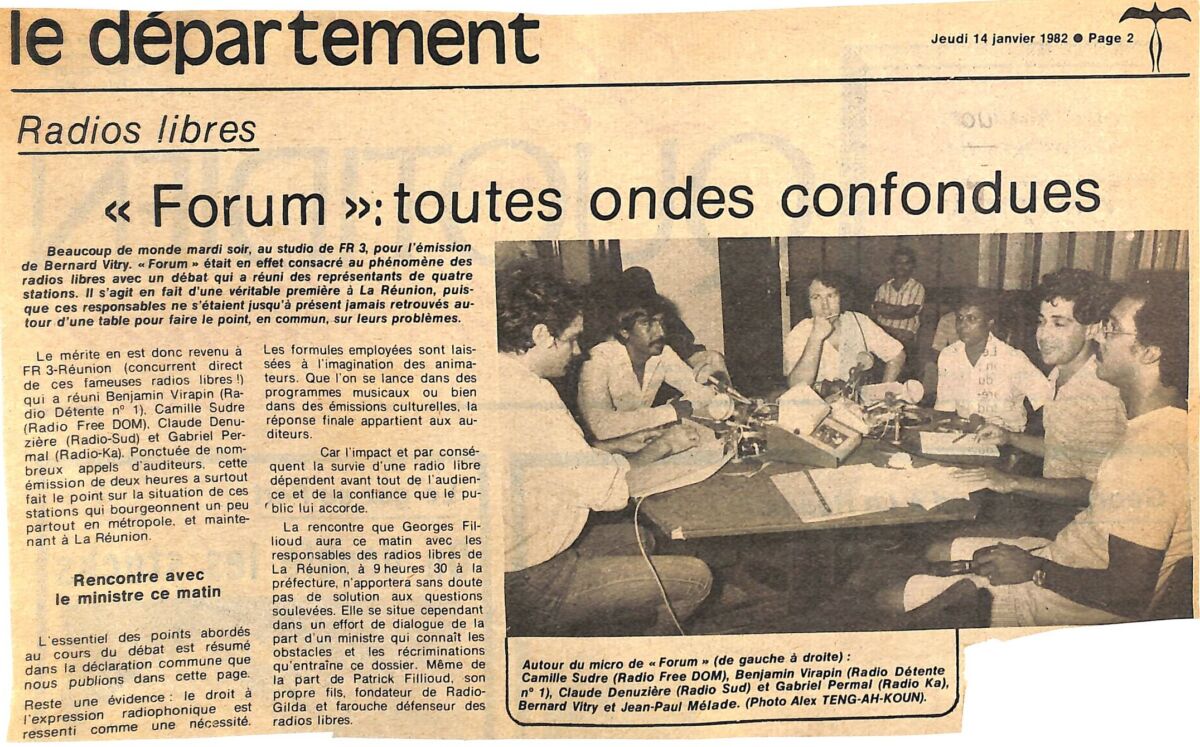 le département
Jeudi 14 janvier 1982 ● Page 2
Radios libres
« Forum »: toutes ondes confondues
Beaucoup de monde mardi soir, au studio de FR 3, pour l'émission
de Bernard Vitry. « Forum » était en effet consacré au phénomène des
radios libres avec un débat qui a réuni des représentants de quatre
stations. Il s'agit en fait d'une véritable première à La Réunion, puis-
que ces responsables ne s'étaient jusqu'à présent jamais retrouvés au-
tour d'une table pour faire le point, en commun, sur leurs problèmes.
Le mérite en est donc revenu à
FR 3-Réunion (concurrent direct
de ces fameuses radios libres !)
qui a réuni Benjamin Virapin (Ra-
dio Détente n° 1), Camille Sudre
(Radio Free DOM), Claude Denu-
zière (Radio-Sud) et Gabriel Per-
mal (Radio-Ka). Ponctuée de nom-
breux appels d'auditeurs, cette
émission de deux heures a surtout
fait le point sur la situation de ces
stations qui bourgeonnent un peu
partout en métropole, et mainte-
nant à La Réunion.
Rencontre avec
le ministre ce matin
L'essentiel des points abordés
au cours du débat est résumé
dans la déclaration commune que
nous publions dans cette page.
Reste une évidence : le droit à
l'expression radiophonique est
ressenti comme une nécessité.
Les formules employées sont lais-
sées à l'imagination des anima-
teurs. Que l'on se lance dans des
programmes musicaux ou bien
dans des émissions culturelles, la
réponse finale appartient aux au-
diteurs.
Car l'impact et par consé-
quent la survie d'une radio libre
dépendent avant tout de l'audien-
ce et de la confiance que le pu-
blic lui accorde.
La rencontre que Georges Fil-
lioud aura ce matin avec les
responsables des radios libres de
La Réunion, à 9 heures 30 à la
préfecture, n'apportera sans doute
pas de solution aux questions
soulevées. Elle se situe cependant
dans un effort de dialogue de la
part d'un ministre qui connaît les
obstacles et les récriminations
qu'entraîne ce dossier. Même de
la part de Patrick Fillioud, son
propre fils, fondateur de Radio-
Gilda et farouche défenseur des
radios libres.
Autour du micro de « Forum » (de gauche à droite) :
Camille Sudre (Radio Free DOM), Benjamin Virapin (Radio Détente
n° 1), Claude Denuzière (Radio Sud) et Gabriel Permal (Radio Ka),
Bernard Vitry et Jean-Paul Mélade. (Photo Alex TENG-AH-KOUN).